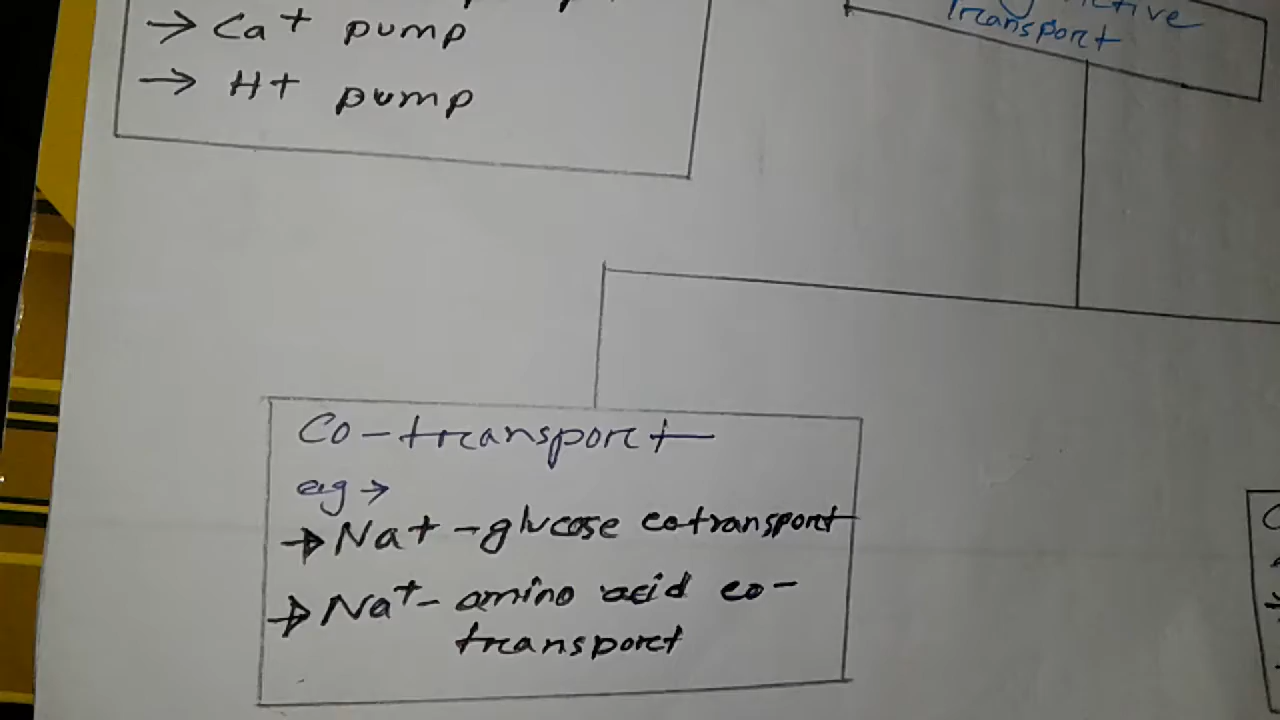 → Ca+ pump
→ H+ pump
Transport
Co-transport
eg →
→ Na+ -glucose cotransport
→ Na+- amino acid co-
transport